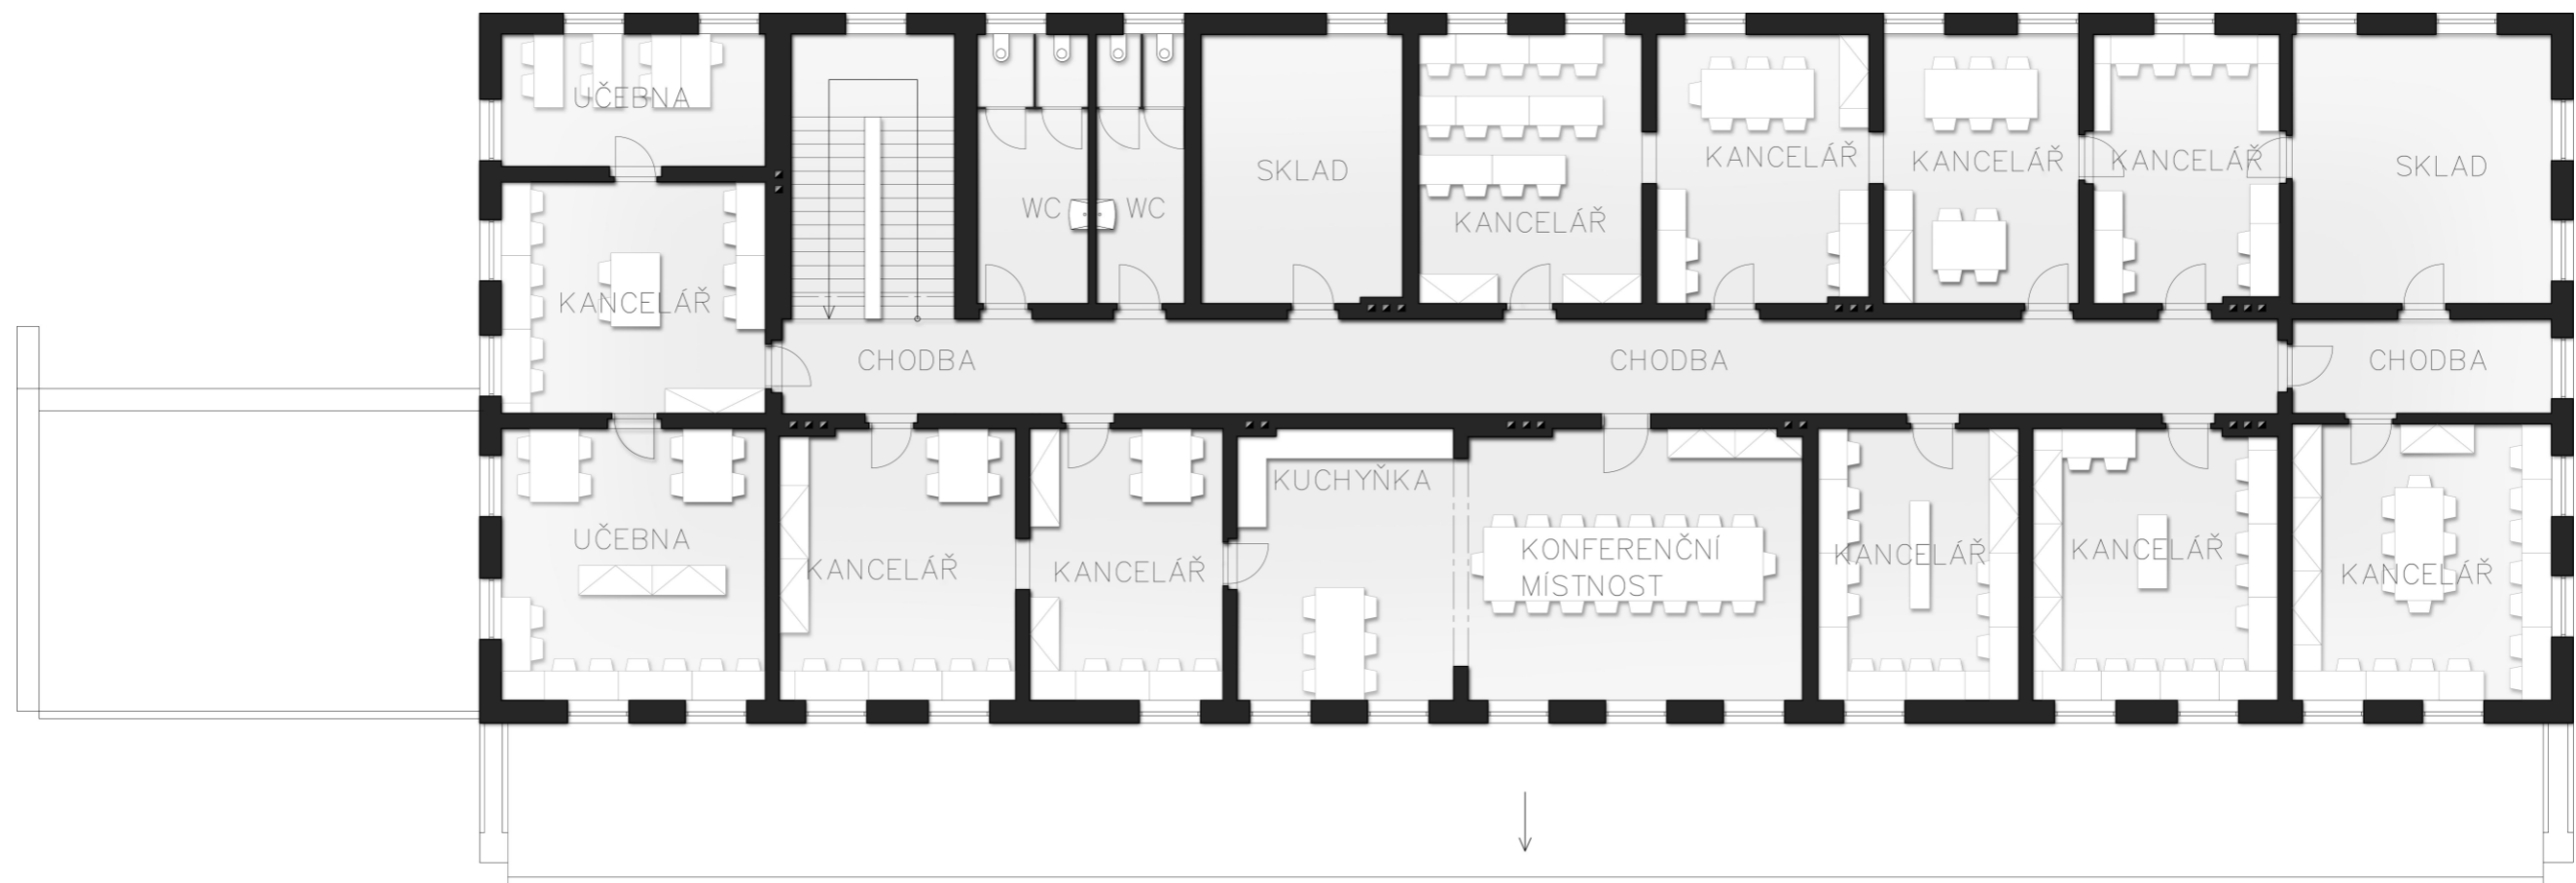 UČEBNA
SKLAD
KANCELÁŘ
KANCELÁŘ
KANCELÁŘ
SKLAD
WC
WC
KANCELÁŘ
KANCELÁŘ
CHODBA
CHODBA
CHODBA
KUCHYŇKA
UČEBNA
KANCELÁŘ
KANCELÁŘ
KONFERENČNÍ
MÍSTNOST
KANCELÁŘ
KANCELÁŘ
KANCELÁŘ